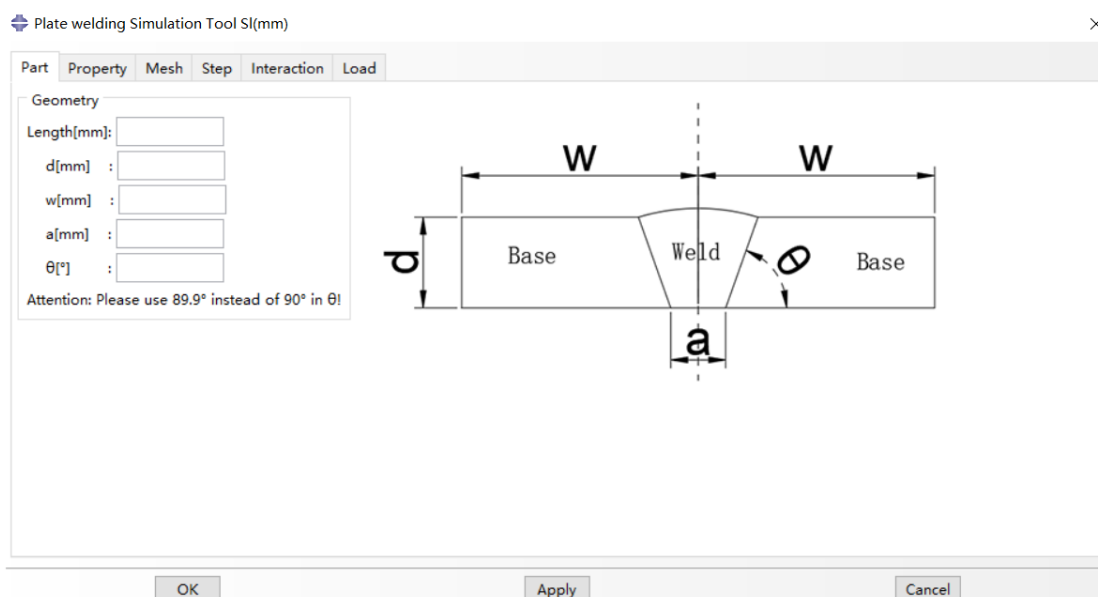 Plate welding Simulation Tool SI(mm)
Part Property Mesh Step Interaction Load
Geometry
Length[mm]:
d[mm] :
w[mm] :
a[mm] :
θ[°] :
Attention: Please use 89.9° instead of 90° in θ!
W W
d
Base Weld θ Base
a
OK Apply Cancel